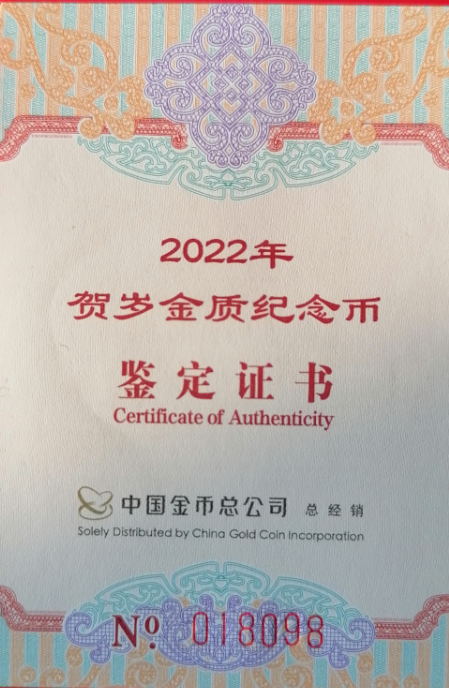 2022年
贺岁金质纪念币
鉴定证书
Certificate of Authenticity
中国金币总公司 总经销
Solely Distributed by China Gold Coin Incorporation
Nº. 018098